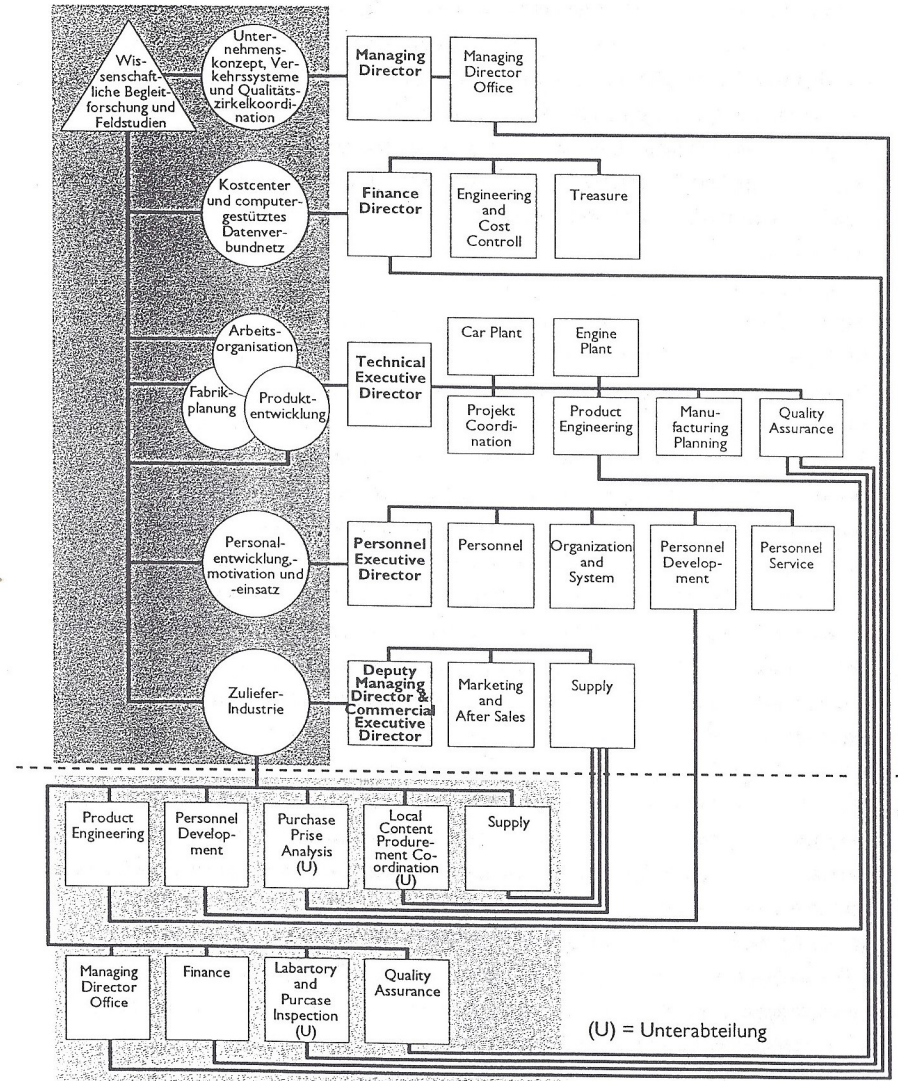 Wis-
senschaft-
liche Begleit-
forschung und
Feldstudien
Unter-
nehmens-
konzept, Ver-
kehrssysteme
und Qualitäts-
zirkelkoordi-
nation
Managing
Director
Managing
Director
Office
Kostcenter
und computer-
gestütztes
Datenver-
bundnetz
Finance
Director
Engineering
and
Cost
Controll
Treasure
Arbeits-
organisation
Fabrik-
planung
Produkt-
entwicklung
Technical
Executive
Director
Car Plant
Engine
Plant
Projekt
Coordi-
nation
Product
Engineering
Manu-
facturing
Planning
Quality
Assurance
Personal-
entwicklung,-
motivation und
-einsatz
Personnel
Executive
Director
Personnel
Organization
and
System
Personnel
Develop-
ment
Personnel
Service
Zuliefer-
Industrie
Deputy
Managing
Director &
Commercial
Executive
Director
Marketing
and
After Sales
Supply
Product
Engineering
Personnel
Develop-
ment
Purchase
Prise
Analysis
(U)
Local
Content
Produre-
ment Co-
ordination
(U)
Supply
Managing
Director
Office
Finance
Labartory
and
Purcase
Inspection
(U)
Quality
Assurance
(U) = Unterabteilung